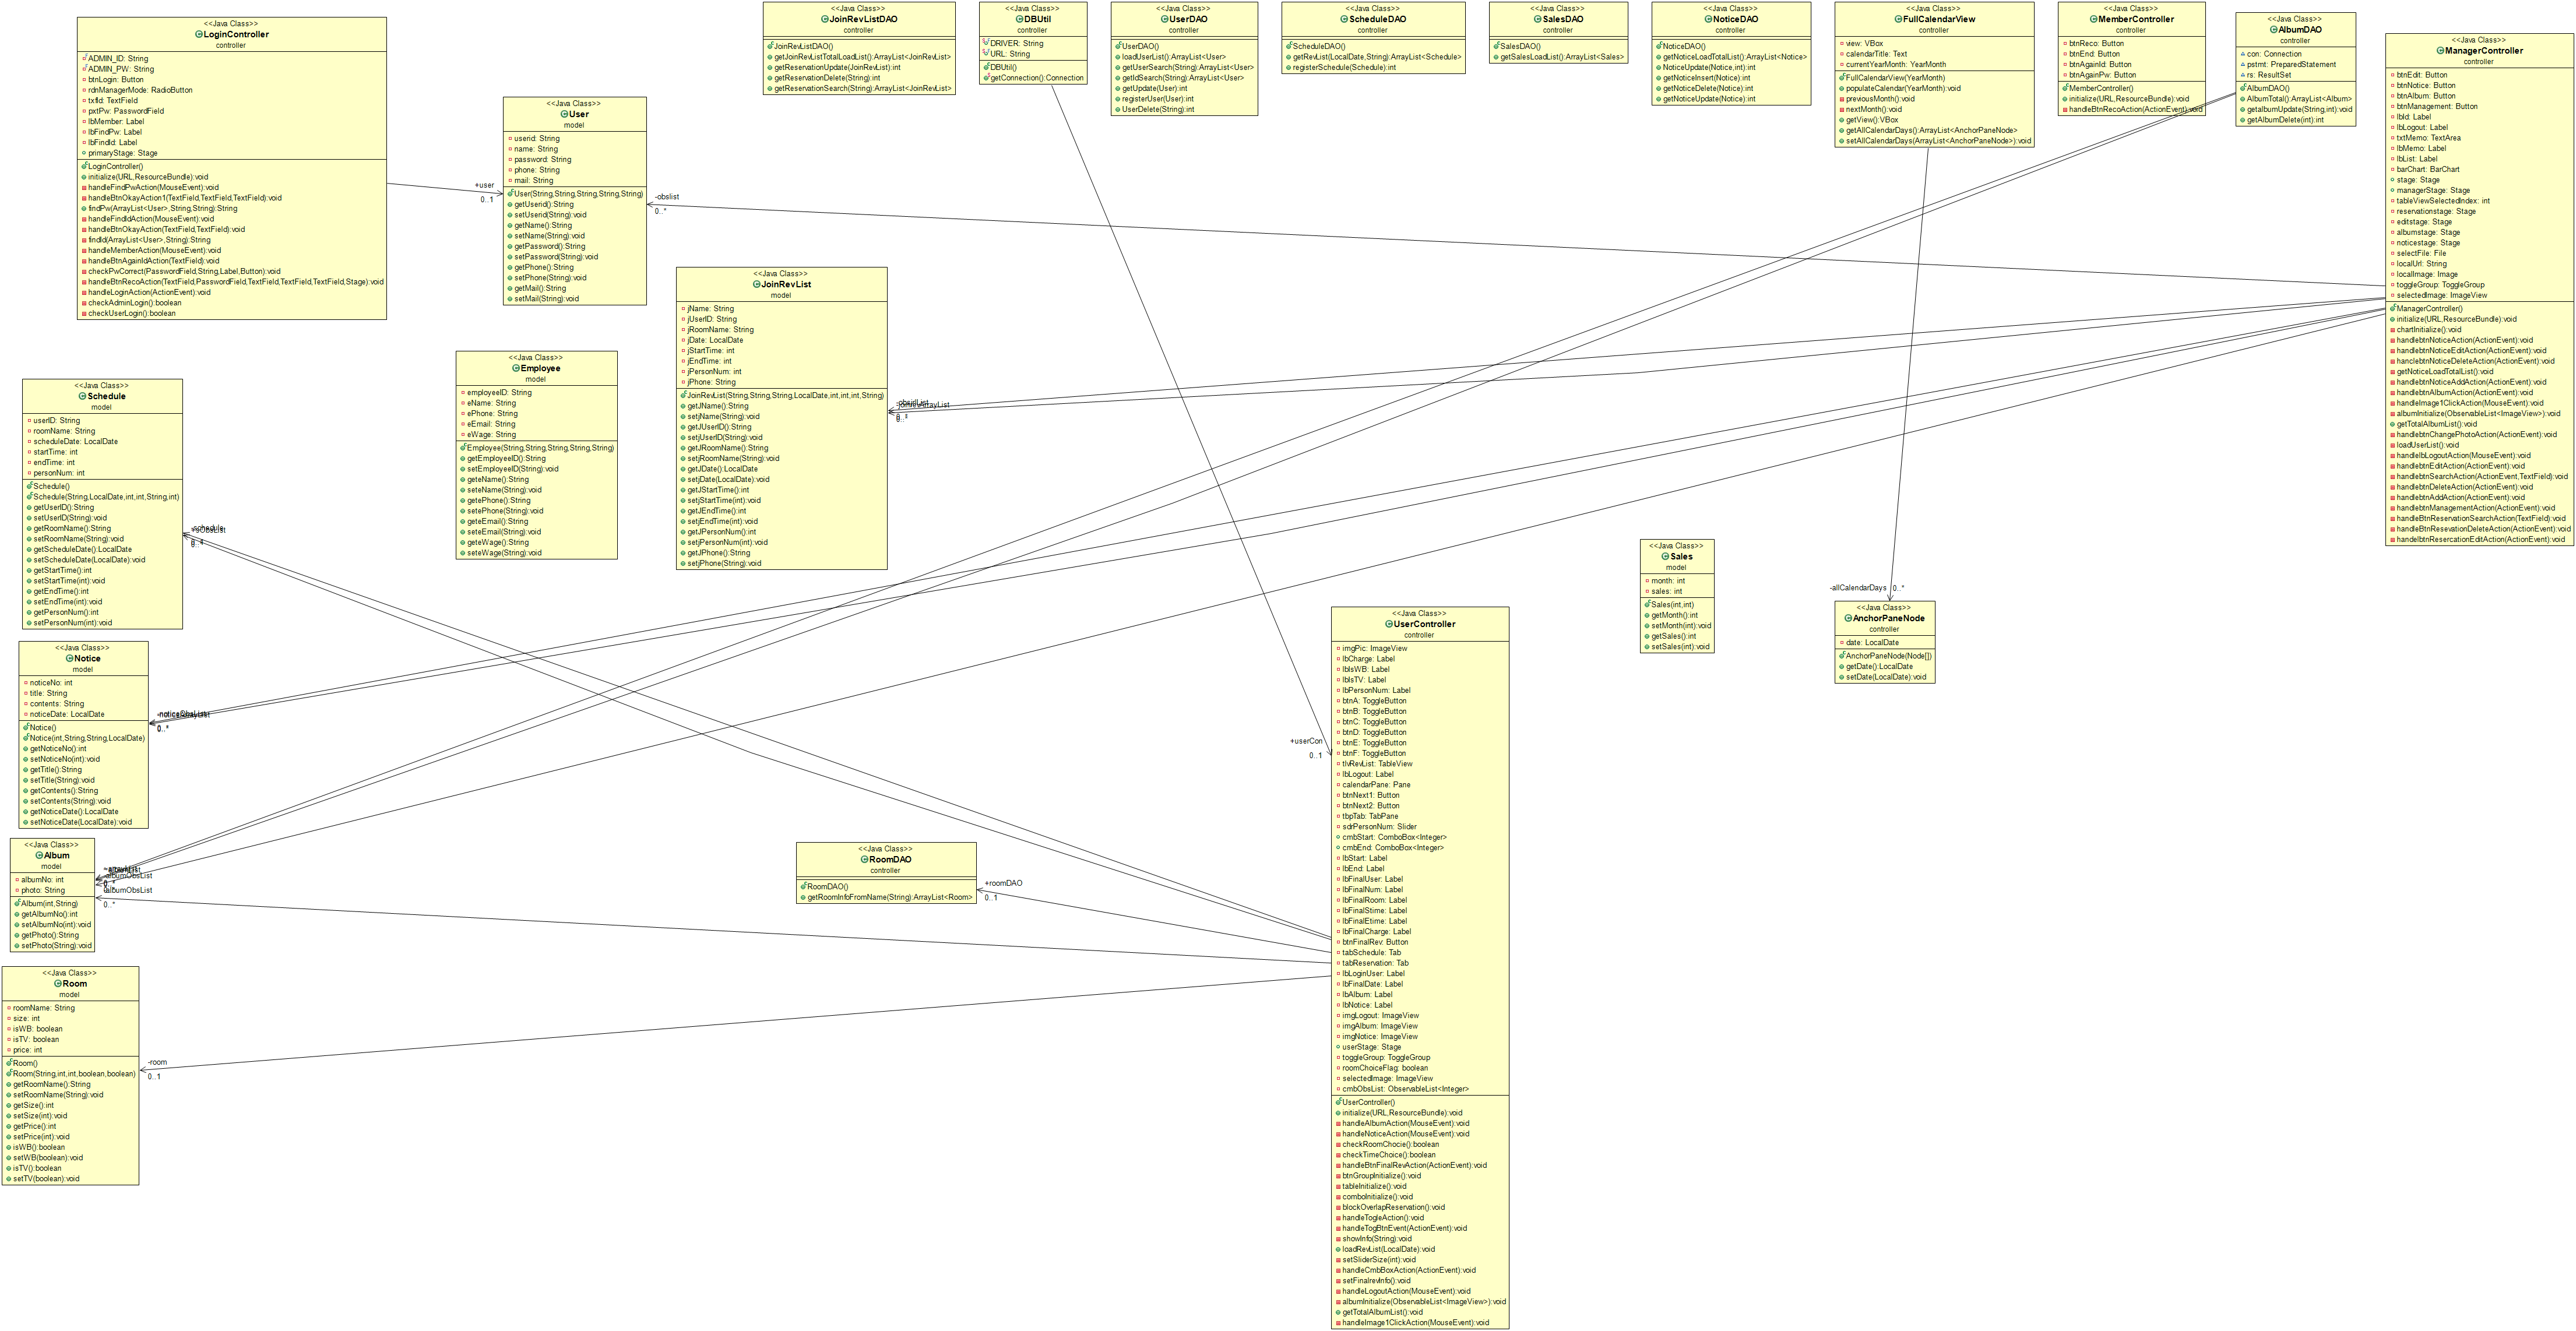 <<Java Class>>
LoginController
controller
ADMIN_ID: String
ADMIN_PW: String
btnLogin: Button
rdnManagerMode: RadioButton
txfId: TextField
pxtPw: PasswordField
lbMember: Label
lbFindPw: Label
lbFindId: Label
primaryStage: Stage
LoginController()
initialize(URL,ResourceBundle):void
handleFindPwAction(MouseEvent):void
handleBtnOkayAction1(TextField,TextField,TextField):void
findPw(ArrayList<User>,String,String):String
handleFindIdAction(MouseEvent):void
handleBtnOkayAction(TextField,TextField):void
findId(ArrayList<User>,String):String
handleMemberAction(MouseEvent):void
handleBtnAgainIdAction(TextField):void
checkPwCorrect(PasswordField,String,Label,Button):void
handleBtnRecoAction(TextField,PasswordField,TextField,TextField,TextField,Stage):void
handleLoginAction(ActionEvent):void
checkAdminLogin():boolean
checkUserLogin():boolean
+user
0..1
<<Java Class>>
User
model
userid: String
name: String
password: String
phone: String
mail: String
User(String,String,String,String,String)
getUserid():String
setUserid(String):void
getName():String
setName(String):void
getPassword():String
setPassword(String):void
getPhone():String
setPhone(String):void
getMail():String
setMail(String):void
-obslist
0..*
<<Java Class>>
JoinRevListDAO
controller
JoinRevListDAO()
getJoinRevListTotalLoadList():ArrayList<JoinRevList>
getReservationUpdate(JoinRevList):int
getReservationDelete(String):int
getReservationSearch(String):ArrayList<JoinRevList>
<<Java Class>>
DBUtil
controller
DRIVER: String
URL: String
DBUtil()
getConnection():Connection
<<Java Class>>
UserDAO
controller
UserDAO()
loadUserList():ArrayList<User>
getUserSearch(String):ArrayList<User>
getIdSearch(String):ArrayList<User>
getUpdate(User):int
registerUser(User):int
UserDelete(String):int
<<Java Class>>
ScheduleDAO
controller
ScheduleDAO()
getRevList(LocalDate,String):ArrayList<Schedule>
registerSchedule(Schedule):int
<<Java Class>>
SalesDAO
controller
SalesDAO()
getSalesLoadList():ArrayList<Sales>
<<Java Class>>
NoticeDAO
controller
NoticeDAO()
getNoticeLoadTotalList():ArrayList<Notice>
NoticeUpdate(Notice,int):int
getNoticeInsert(Notice):int
getNoticeDelete(Notice):int
getNoticeUpdate(Notice):int
<<Java Class>>
FullCalendarView
controller
view: VBox
calendarTitle: Text
currentYearMonth: YearMonth
FullCalendarView(YearMonth)
populateCalendar(YearMonth):void
previousMonth():void
nextMonth():void
getView():VBox
getAllCalendarDays():ArrayList<AnchorPaneNode>
setAllCalendarDays(ArrayList<AnchorPaneNode>):void
<<Java Class>>
MemberController
controller
btnReco: Button
btnEnd: Button
btnAgainId: Button
btnAgainPw: Button
MemberController()
initialize(URL,ResourceBundle):void
handleBtnRecoAction(ActionEvent):void
<<Java Class>>
AlbumDAO
controller
con: Connection
pstmt: PreparedStatement
rs: ResultSet
AlbumDAO()
AlbumTotal():ArrayList<Album>
getalbumUpdate(String,int):void
getAlbumDelete(int):int
<<Java Class>>
ManagerController
controller
btnEdit: Button
btnNotice: Button
btnAlbum: Button
btnManagement: Button
lbId: Label
lbLogout: Label
txtMemo: TextArea
lbMemo: Label
lbList: Label
barChart: BarChart
stage: Stage
managerStage: Stage
tableViewSelectedIndex: int
reservationstage: Stage
editstage: Stage
albumstage: Stage
noticestage: Stage
selectFile: File
localUrl: String
localImage: Image
toggleGroup: ToggleGroup
selectedImage: ImageView
ManagerController()
initialize(URL,ResourceBundle):void
chartInitialize():void
handlebtnNoticeAction(ActionEvent):void
handlebtnNoticeEditAction(ActionEvent):void
hanclebtnNoticeDeleteAction(ActionEvent):void
getNoticeLoadTotalList():void
handlebtnNoticeAddAction(ActionEvent):void
handlebtnAlbumAction(ActionEvent):void
handleImage1ClickAction(MouseEvent):void
albumInitialize(ObservableList<ImageView>):void
getTotalAlbumList():void
handlebtnChangePhotoAction(ActionEvent):void
loadUserList():void
handleIbLogoutAction(MouseEvent):void
handlebtnEditAction(ActionEvent):void
handlebtnSearchAction(ActionEvent,TextField):void
handlebtnDeleteAction(ActionEvent):void
handlebtnAddAction(ActionEvent):void
handlebtnManagementAction(ActionEvent):void
handleBtnReservationSearchAction(TextField):void
handleBtnResevationDeleteAction(ActionEvent):void
handelbtnResercationEditAction(ActionEvent):void
<<Java Class>>
JoinRevList
model
jName: String
jUserID: String
jRoomName: String
jDate: LocalDate
jStartTime: int
jEndTime: int
jPersonNum: int
jPhone: String
JoinRevList(String,String,String,LocalDate,int,int,int,String)
getJName():String
setjName(String):void
getJUserID():String
setjUserID(String):void
getJRoomName():String
setjRoomName(String):void
getJDate():LocalDate
setjDate(LocalDate):void
getJStartTime():int
setjStartTime(int):void
getJEndTime():int
setjEndTime(int):void
getJPersonNum():int
setjPersonNum(int):void
getJPhone():String
setjPhone(String):void
0..*
<<Java Class>>
Employee
model
employeeID: String
eName: String
ePhone: String
eEmail: String
eWage: String
Employee(String,String,String,String,String)
getEmployeeID():String
setEmployeeID(String):void
geteName():String
seteName(String):void
getePhone():String
setePhone(String):void
geteEmail():String
seteEmail(String):void
geteWage():String
seteWage(String):void
<<Java Class>>
Schedule
model
userID: String
roomName: String
scheduleDate: LocalDate
startTime: int
endTime: int
personNum: int
Schedule()
Schedule(String,LocalDate,int,int,String,int)
getUserID():String
setUserID(String):void
getRoomName():String
setRoomName(String):void
getScheduleDate():LocalDate
setScheduleDate(LocalDate):void
getStartTime():int
setStartTime(int):void
getEndTime():int
setEndTime(int):void
getPersonNum():int
setPersonNum(int):void
<<Java Class>>
Notice
model
noticeNo: int
title: String
contents: String
noticeDate: LocalDate
Notice()
Notice(int,String,String,LocalDate)
getNoticeNo():int
setNoticeNo(int):void
getTitle():String
setTitle(String):void
getContents():String
setContents(String):void
getNoticeDate():LocalDate
setNoticeDate(LocalDate):void
0..*
<<Java Class>>
Album
model
albumNo: int
photo: String
Album(int,String)
getAlbumNo():int
setAlbumNo(int):void
getPhoto():String
setPhoto(String):void
-albumObsList
-albumObsList
0..*
<<Java Class>>
Room
model
roomName: String
size: int
isWB: boolean
isTV: boolean
price: int
Room()
Room(String,int,int,boolean,boolean)
getRoomName():String
setRoomName(String):void
getSize():int
setSize(int):void
getPrice():int
setPrice(int):void
isWB():boolean
setWB(boolean):void
isTV():boolean
setTV(boolean):void
-room
0..1
<<Java Class>>
RoomDAO
controller
RoomDAO()
getRoomInfoFromName(String):ArrayList<Room>
+roomDAO
0..1
+userCon
0..1
<<Java Class>>
UserController
controller
imgPic: ImageView
lbCharge: Label
lbIsWB: Label
lbIsTV: Label
lbPersonNum: Label
btnA: ToggleButton
btnB: ToggleButton
btnC: ToggleButton
btnD: ToggleButton
btnE: ToggleButton
btnF: ToggleButton
tlvRevList: TableView
lbLogout: Label
calendarPane: Pane
btnNext1: Button
btnNext2: Button
tbpTab: TabPane
sdrPersonNum: Slider
cmbStart: ComboBox<Integer>
cmbEnd: ComboBox<Integer>
lbStart: Label
lbEnd: Label
lbFinalUser: Label
lbFinalNum: Label
lbFinalRoom: Label
lbFinalStime: Label
lbFinalEtime: Label
lbFinalCharge: Label
btnFinalRev: Button
tabSchedule: Tab
tabReservation: Tab
lbLoginUser: Label
lbFinalDate: Label
lbAlbum: Label
lbNotice: Label
imgLogout: ImageView
imgAlbum: ImageView
imgNotice: ImageView
userStage: Stage
toggleGroup: ToggleGroup
roomChoiceFlag: boolean
selectedImage: ImageView
cmbObsList: ObservableList<Integer>
UserController()
initialize(URL,ResourceBundle):void
handleAlbumAction(MouseEvent):void
handleNoticeAction(MouseEvent):void
checkRoomChocie():boolean
checkTimeChoice():boolean
handleBtnFinalRevAction(ActionEvent):void
btnGroupInitialize():void
tableInitialize():void
comboInitialize():void
blockOverlapReservation():void
handleTogleAction():void
handleTogBtnEvent(ActionEvent):void
showInfo(String):void
loadRevList(LocalDate):void
setSliderSize(int):void
handleCmbBoxAction(ActionEvent):void
setFinalrevInfo():void
handleLogoutAction(MouseEvent):void
albumInitialize(ObservableList<ImageView>):void
getTotalAlbumList():void
handleImage1ClickAction(MouseEvent):void
<<Java Class>>
Sales
model
month: int
sales: int
Sales(int,int)
getMonth():int
setMonth(int):void
getSales():int
setSales(int):void
-allCalendarDays
0..*
<<Java Class>>
AnchorPaneNode
controller
date: LocalDate
AnchorPaneNode(Node[])
getDate():LocalDate
setDate(LocalDate):void